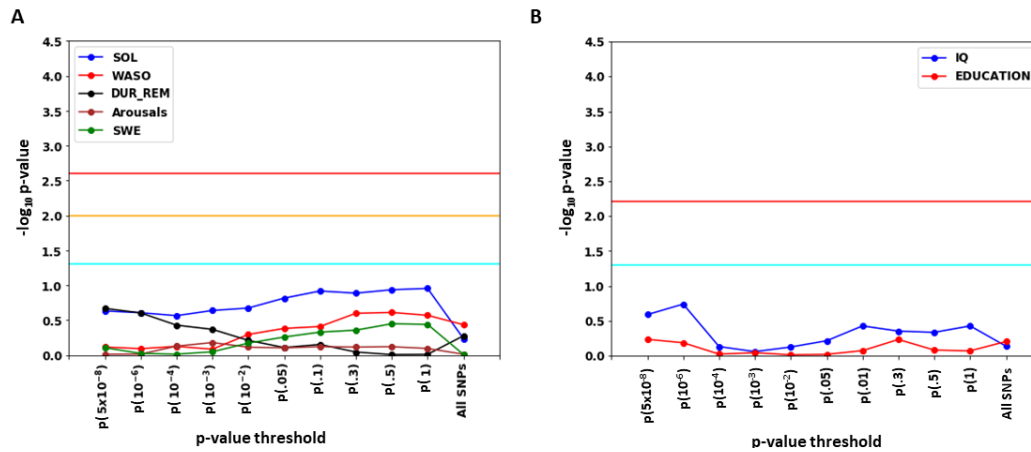 A
4.5
4.0
3.5
3.0
2.5
2.0
1.5
1.0
0.5
0.0
-log₁₀ p-value
SOL
WASO
DUR_REM
Arousals
SWE
p(5x10⁻⁸)
p(10⁻⁶)
p(10⁻⁴)
p(10⁻³)
p(10⁻²)
p(.05)
p(.1)
p(.3)
p(.5)
p(1)
All SNPs
p-value threshold
B
4.5
4.0
3.5
3.0
2.5
2.0
1.5
1.0
0.5
0.0
-log₁₀ p-value
IQ
EDUCATION
p(5x10⁻⁸)
p(10⁻⁶)
p(10⁻⁴)
p(10⁻³)
p(10⁻²)
p(.05)
p(.01)
p(.3)
p(.5)
p(1)
All SNPs
p-value threshold